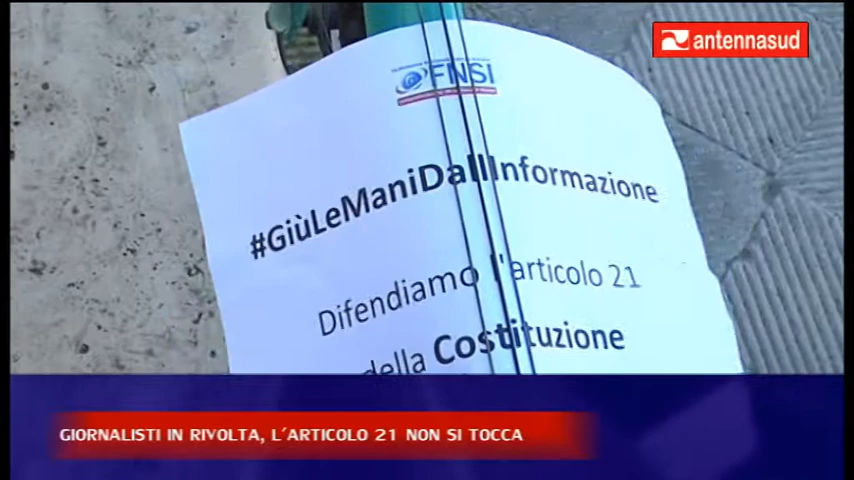 antennasud
FNSI
#GiùLeManiDallInformazione
Difendiamo l'articolo 21
della Costituzione
GIORNALISTI IN RIVOLTA, L'ARTICOLO 21 NON SI TOCCA